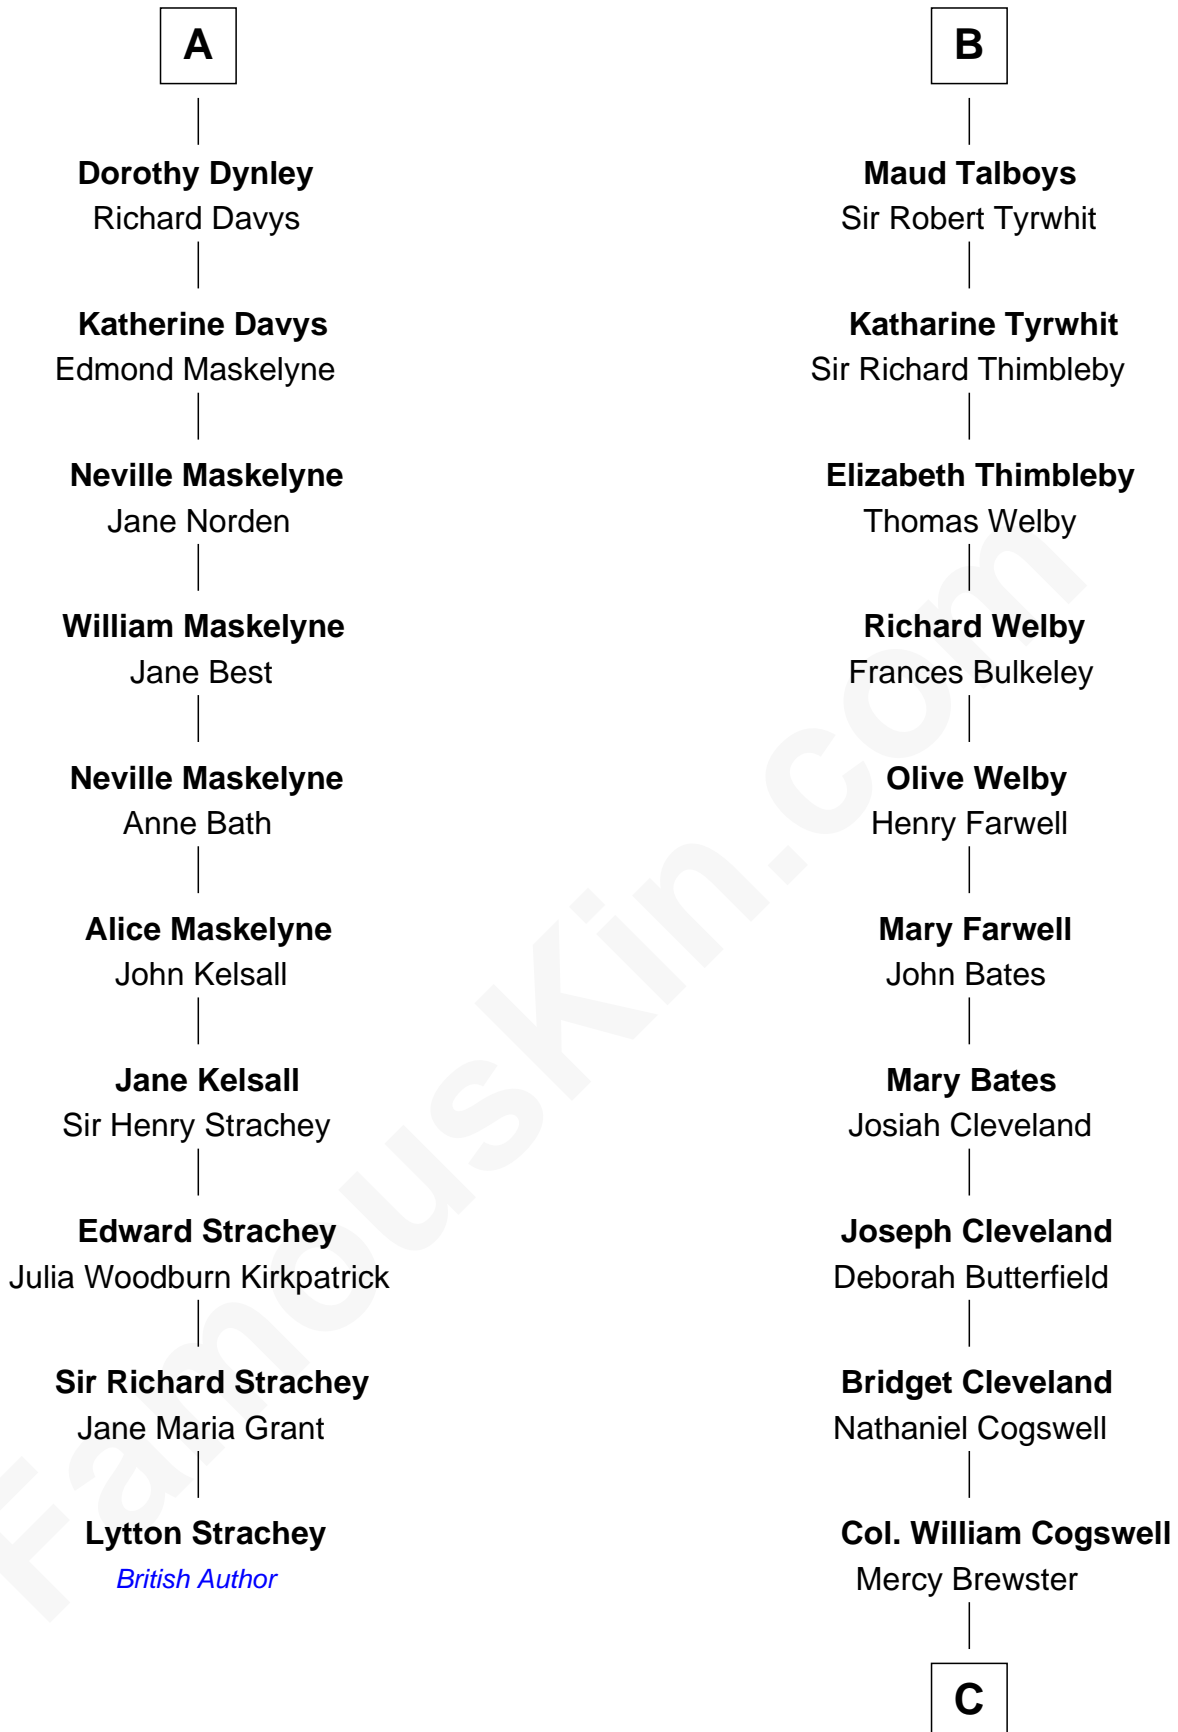 A
Dorothy Dynley
Richard Davys
Katherine Davys
Edmond Maskelyne
Neville Maskelyne
Jane Norden
William Maskelyne
Jane Best
Neville Maskelyne
Anne Bath
Alice Maskelyne
John Kelsall
Jane Kelsall
Sir Henry Strachey
Edward Strachey
Julia Woodburn Kirkpatrick
Sir Richard Strachey
Jane Maria Grant
Lytton Strachey
British Author
B
Maud Talboys
Sir Robert Tyrwhit
Katharine Tyrwhit
Sir Richard Thimbleby
Elizabeth Thimbleby
Thomas Welby
Richard Welby
Frances Bulkeley
Olive Welby
Henry Farwell
Mary Farwell
John Bates
Mary Bates
Josiah Cleveland
Joseph Cleveland
Deborah Butterfield
Bridget Cleveland
Nathaniel Cogswell
Col. William Cogswell
Mercy Brewster
C
FamousKin.com